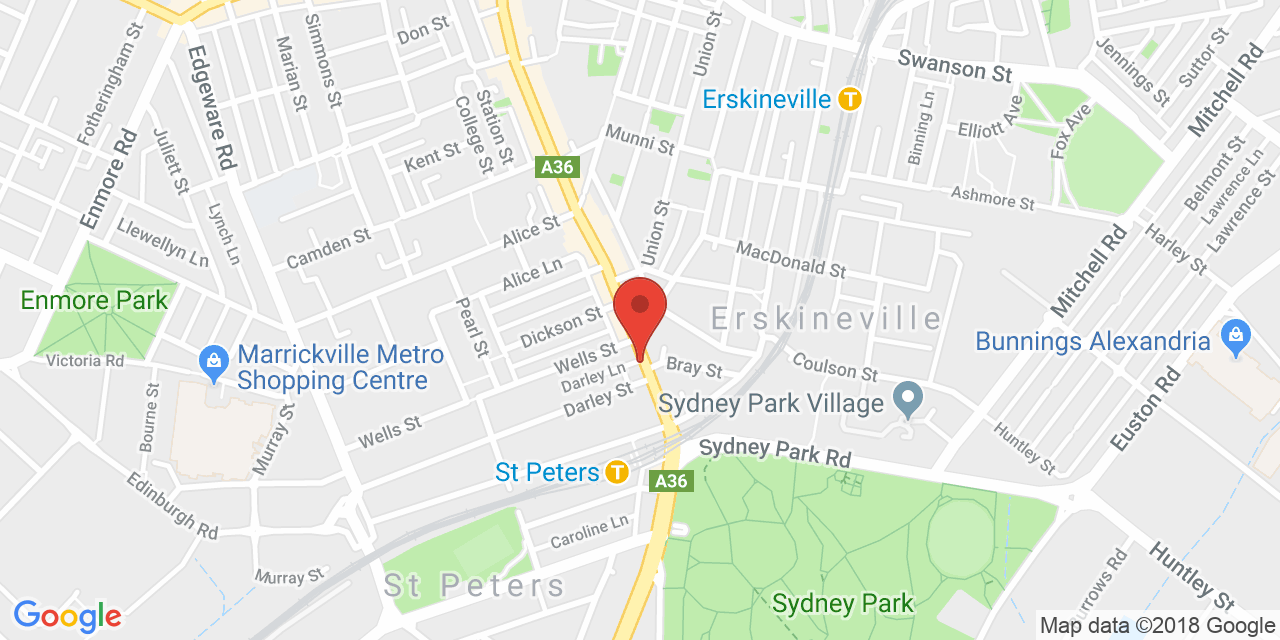 Don St
Union St
Swanson St
Jennings St
Suttor St
Mitchell Rd
Fotheringham St
Edgeware Rd
Marian St
Simmons St
Station St
College St
Erskineville
T
Binning Ln
Elliott Ave
Fox Ave
Munni St
Kent St
A36
Juliett St
Enmore Rd
Lynch Ln
Llewellyn Ln
Camden St
Alice St
Union St
Ashmore St
Belmont St
Lawrence Ln
Lawrence St
Harley St
MacDonald St
Mitchell Rd
Alice Ln
Enmore Park
Pearl St
Dickson St
Erskineville
Bunnings Alexandria
Victoria Rd
Marrickville Metro
Shopping Centre
Wells St
Darley Ln
Darley St
Bray St
Coulson St
Sydney Park Village
Euston Rd
Bourne St
Murray St
Wells St
Huntley St
Sydney Park Rd
St Peters
T
A36
Edinburgh Rd
Caroline Ln
Murray St
St Peters
Sydney Park
Huntley St
urrows Rd
Google
Map data ©2018 Google